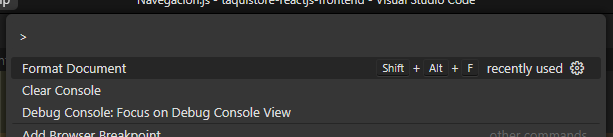 Navegacion.js - taquistore-reactjs-frontend - Visual Studio Code
>
Format Document Shift + Alt + F recently used
Clear Console
Debug Console: Focus on Debug Console View
Add Browser Breakpoint other commands